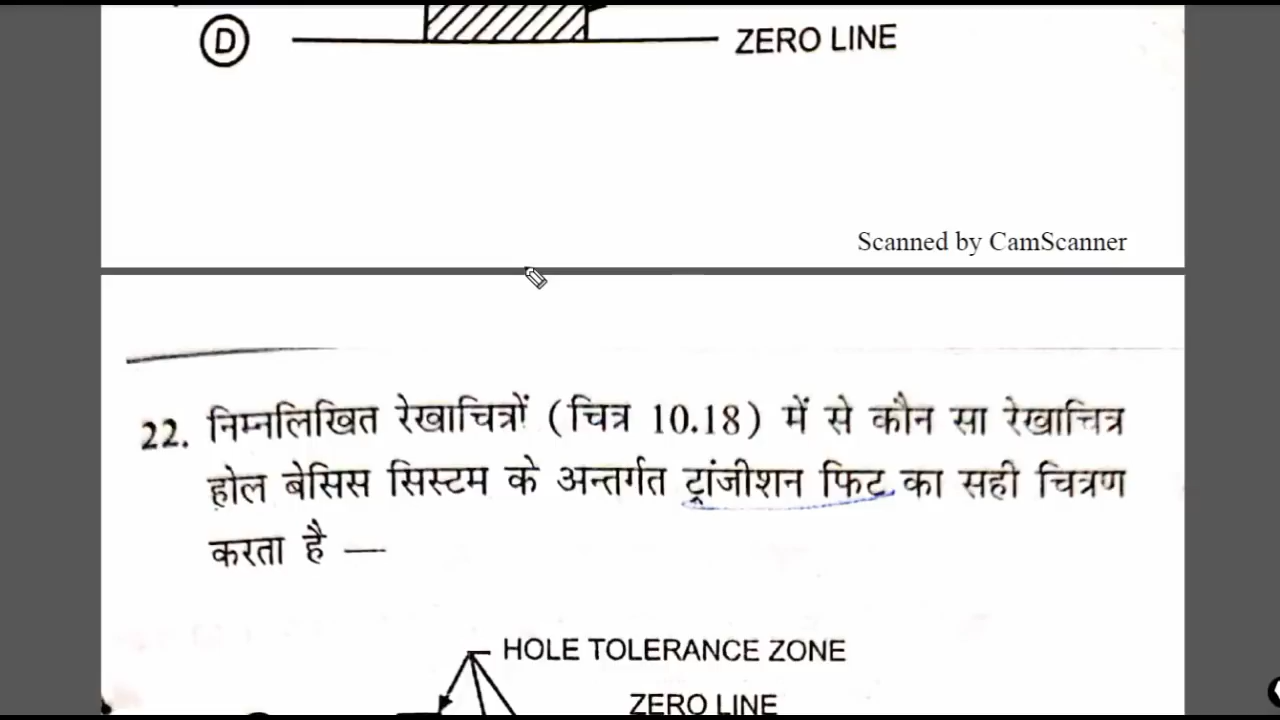 D
ZERO LINE
Scanned by CamScanner
22. निम्नलिखित रेखाचित्रों (चित्र 10.18) में से कौन सा रेखाचित्र
होल बेसिस सिस्टम के अन्तर्गत ट्रांजीशन फिट का सही चित्रण
करता है —
HOLE TOLERANCE ZONE
ZERO LINE